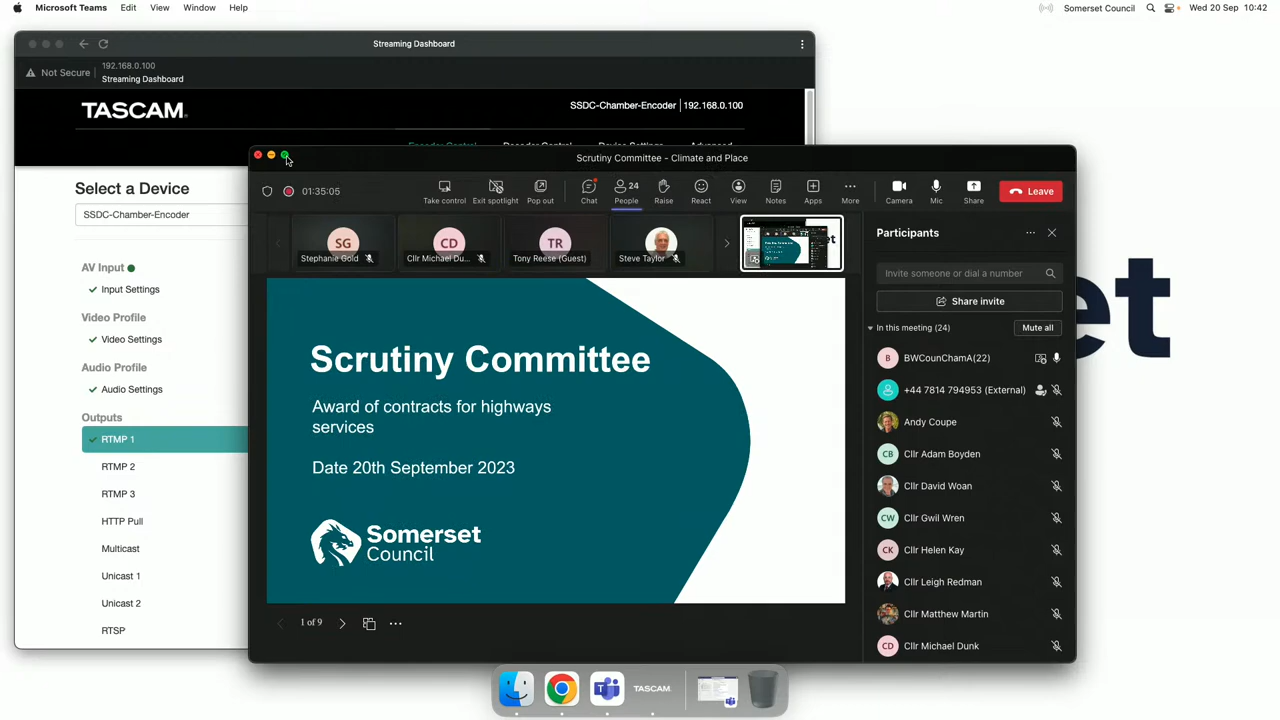 Microsoft Teams Edit View Window Help
Somerset Council Wed 20 Sep 10:42
Streaming Dashboard
Not Secure
192.168.0.100
Streaming Dashboard
TASCAM
SSDC-Chamber-Encoder 192.168.0.100
Select a Device
SSDC-Chamber-Encoder
AV Input
Input Settings
Video Profile
Video Settings
Audio Profile
Audio Settings
Outputs
RTMP 1
RTMP 2
RTMP 3
HTTP Pull
Multicast
Unicast 1
Unicast 2
RTSP
Scrutiny Committee - Climate and Place
01:35:05
Take control Exit spotlight Pop out Chat 24 People Raise React View Notes Apps More Camera Mic Share Leave
SG CD TR
Stephanie Gold Cllr Michael Du... Tony Reese (Guest) Steve Taylor
Scrutiny Committee
Award of contracts for highways
services
Date 20th September 2023
Somerset
Council
1 of 9
Participants
Invite someone or dial a number
Share invite
In this meeting (24) Mute all
B BWCounChamA(22)
+44 7814 794953 (External)
Andy Coupe
CB Cllr Adam Boyden
Cllr David Woan
CW Cllr Gwil Wren
CK Cllr Helen Kay
Cllr Leigh Redman
Cllr Matthew Martin
CD Cllr Michael Dunk
et
TASCAM